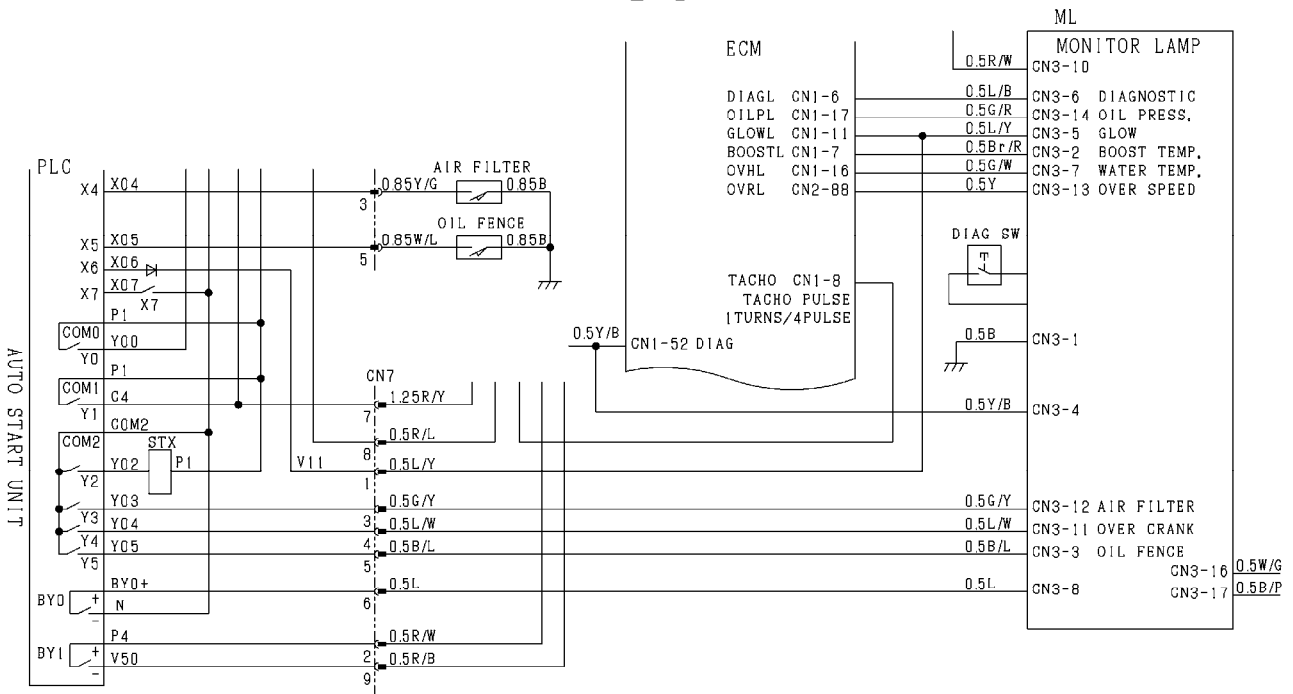 ML
ECM
MONITOR LAMP
0.5R/W
CN3-10
DIAGL CN1-6
0.5L/B
CN3-6 DIAGNOSTIC
OILPL CN1-17
0.5G/R
CN3-14 OIL PRESS.
GLOWL CN1-11
0.5L/Y
CN3-5 GLOW
BOOSTL CN1-7
0.5Br/R
CN3-2 BOOST TEMP.
OVHL CN1-16
0.5G/W
CN3-7 WATER TEMP.
OVRL CN2-88
0.5Y
CN3-13 OVER SPEED
PLC
AIR FILTER
X4
X04
3
0.85Y/G
0.85B
OIL FENCE
X5
X05
5
0.85W/L
0.85B
DIAG SW
X6
X06
X7
X07
X7
TACHO CN1-8
TACHO PULSE
1TURNS/4PULSE
P1
COM0
Y00
Y0
0.5Y/B
CN1-52 DIAG
0.5B
CN3-1
P1
COM1
C4
Y1
CN7
7
1.25R/Y
0.5Y/B
CN3-4
COM2
COM2
STX
8
0.5R/L
Y02
Y2
P1
V11
1
0.5L/Y
Y03
Y3
3
0.5G/Y
0.5G/Y
CN3-12 AIR FILTER
Y04
Y4
4
0.5L/W
0.5L/W
CN3-11 OVER CRANK
Y05
Y5
5
0.5B/L
0.5B/L
CN3-3 OIL FENCE
CN3-16
0.5W/G
CN3-17
0.5B/P
BY0
+
-
BY0+
N
6
0.5L
0.5L
CN3-8
BY1
+
-
P4
2
0.5R/W
V50
9
0.5R/B
AUTO START UNIT